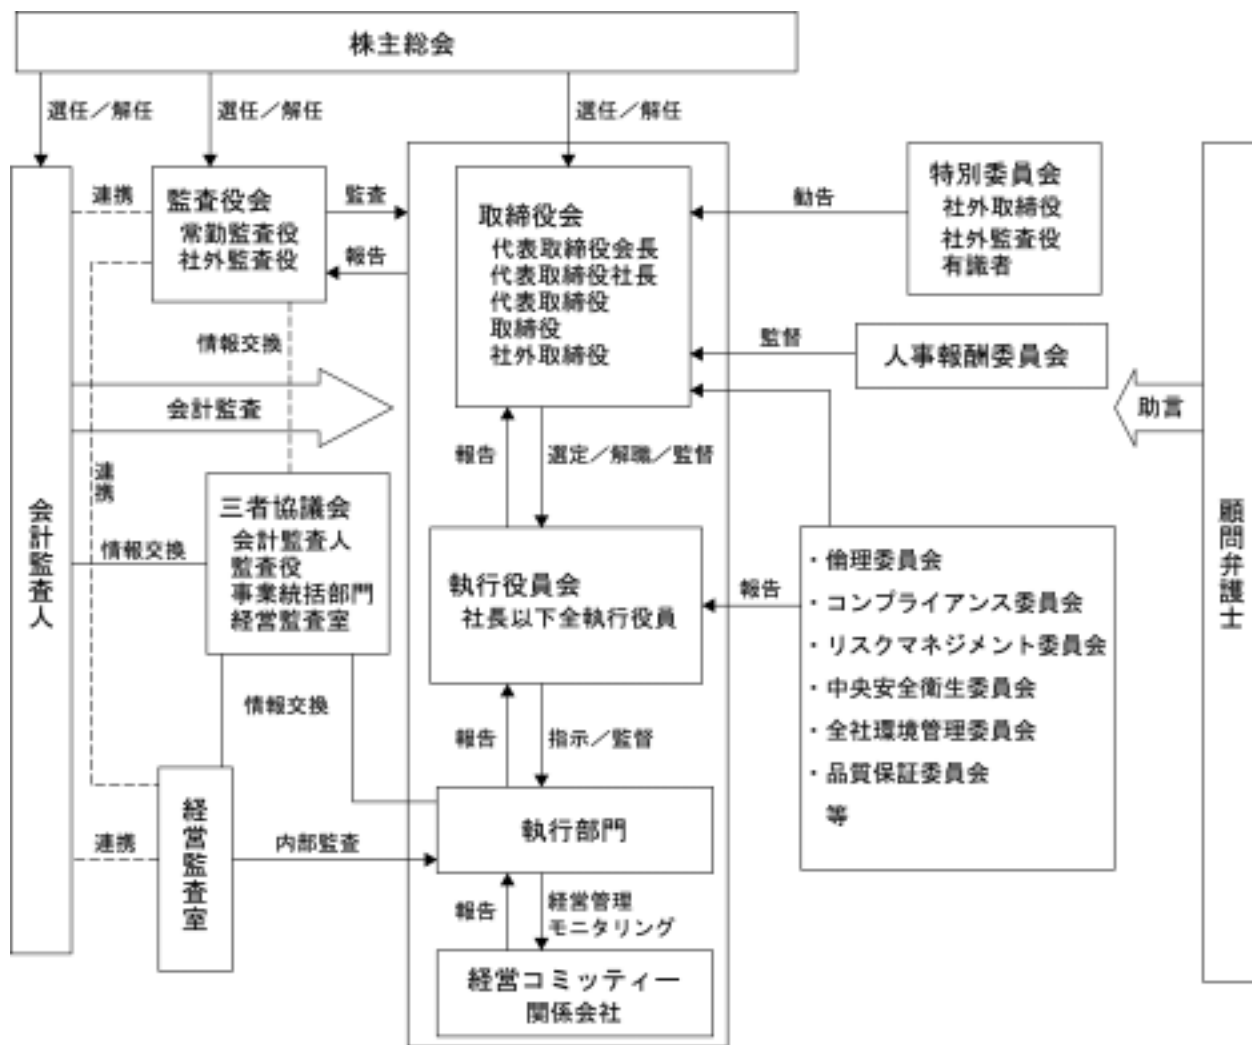 株主総会
選任／解任
選任／解任
選任／解任
会計監査人
連携
監査役会
常勤監査役
社外監査役
監査
報告
取締役会
代表取締役会長
代表取締役社長
代表取締役
取締役
社外取締役
勧告
特別委員会
社外取締役
社外監査役
有識者
監督
人事報酬委員会
助言
顧問弁護士
情報交換
会計監査
連携
報告
選定／解職／監督
三者協議会
会計監査人
監査役
事業統括部門
経営監査室
情報交換
執行役員会
社長以下全執行役員
報告
・倫理委員会
・コンプライアンス委員会
・リスクマネジメント委員会
・中央安全衛生委員会
・全社環境管理委員会
・品質保証委員会
等
情報交換
報告
指示／監督
経営監査室
連携
内部監査
執行部門
報告
経営管理
モニタリング
経営コミッティー
関係会社